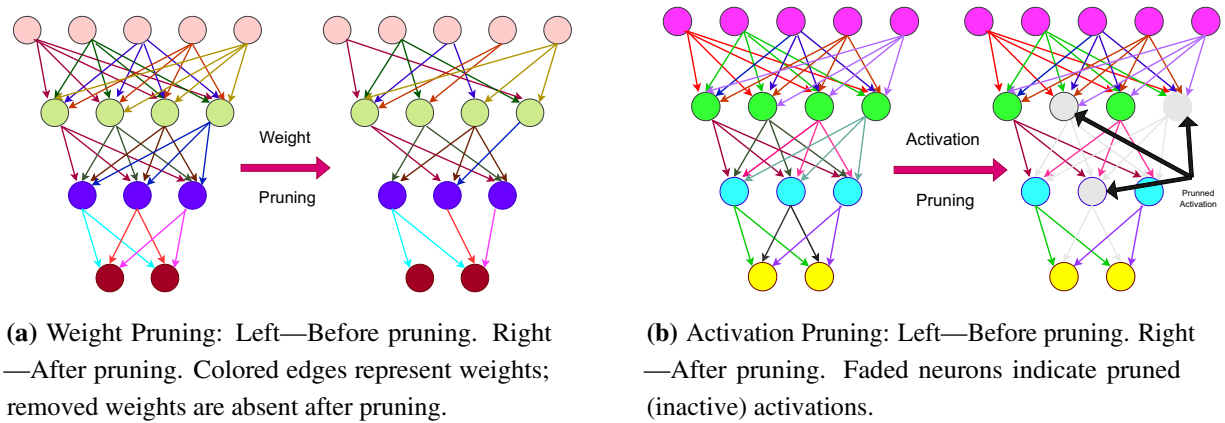 Weight
Pruning
Activation
Pruning
Prunned
Activation
(a) Weight Pruning: Left—Before pruning. Right
—After pruning. Colored edges represent weights;
removed weights are absent after pruning.
(b) Activation Pruning: Left—Before pruning. Right
—After pruning. Faded neurons indicate pruned
(inactive) activations.